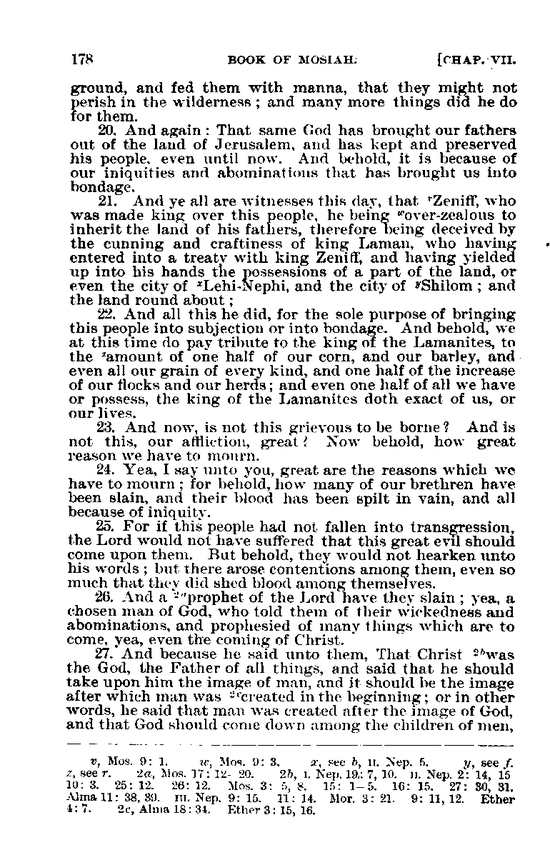 178 BOOK OF MOSIAH. [CHAP. VII.
ground, and fed them with manna, that they might not
perish in the wilderness ; and many more things did he do
for them.
20. And again : That same God has brought our fathers
out of the land of Jerusalem, and has kept and preserved
his people, even until now. And behold, it is because of
our iniquities and abominations that has brought us into
bondage.
21. And ye all are witnesses this day, that Zeniff, who
was made king over this people, he being over-zealous to
inherit the land of his fathers, therefore being deceived by
the cunning and craftiness of king Laman, who having
entered into a treaty with king Zeniff, and having yielded
up into his hands the possessions of a part of the land, or
even the city of ˣLehi-Nephi, and the city of ʸShilom ; and
the land round about ;
22. And all this he did, for the sole purpose of bringing
this people into subjection or into bondage. And behold, we
at this time do pay tribute to the king of the Lamanites, to
the ᶻamount of one half of our corn, and our barley, and
even all our grain of every kind, and one half of the increase
of our flocks and our herds ; and even one half of all we have
or possess, the king of the Lamanites doth exact of us, or
our lives.
23. And now, is not this grievous to be borne ? And is
not this, our affliction, great ? Now behold, how great
reason we have to mourn.
24. Yea, I say unto you, great are the reasons which we
have to mourn ; for behold, how many of our brethren have
been slain, and their blood has been spilt in vain, and all
because of iniquity.
25. For if this people had not fallen into transgression,
the Lord would not have suffered that this great evil should
come upon them. But behold, they would not hearken unto
his words ; but there arose contentions among them, even so
much that they did shed blood among themselves.
26. And a ²ᵃprophet of the Lord have they slain ; yea, a
chosen man of God, who told them of their wickedness and
abominations, and prophesied of many things which are to
come, yea, even the coming of Christ.
27. And because he said unto them, That Christ ²ᵇwas
the God, the Father of all things, and said that he should
take upon him the image of man, and it should be the image
after which man was ²ᶜcreated in the beginning ; or in other
words, he said that man was created after the image of God,
and that God should come down among the children of men,
v, Mos. 9 : 1. w, Mos. 9 : 3. x, see b, II. Nep. 5. y, see f.
z, see r. 2a, Mos. 17 : 12- 20. 2b, I. Nep. 19 : 7, 10. II. Nep. 2 : 14, 15
10 : 3. 25 : 12. 26 : 12. Mos. 3 : 5, 8. 15 : 1-5. 16 : 15. 27 : 30, 31.
Alma 11 : 38, 39. III. Nep. 9 : 15. 11 : 14. Mor. 3 : 21. 9 : 11, 12. Ether
4 : 7. 2c, Alma 18 : 34. Ether 3 : 15, 16.